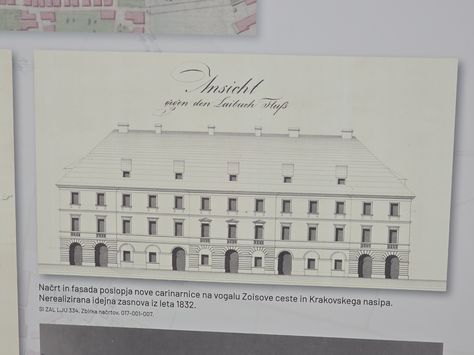 Ansicht
gegen den Laibach Fluß
Načrt in fasada poslopja nove carinarnice na vogalu Zoisove ceste in Krakovskega nasipa.
Nerealizirana idejna zasnova iz leta 1832.
SI ZAL LJU 334, Zbirka načrtov, 017-001-007.